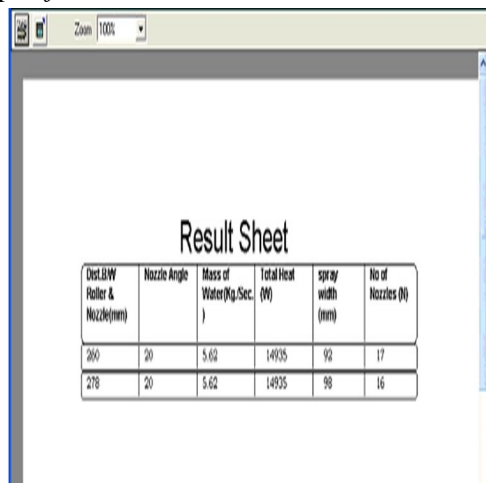 Zoom 100%
Result Sheet
Dist.B/W Roller & Nozzle(mm) Nozzle Angle Mass of Water(Kg./Sec.) Total Heat (W) spray width (mm) No of Nozzles (N)
260 20 5.62 14935 92 17
278 20 5.62 14935 98 16